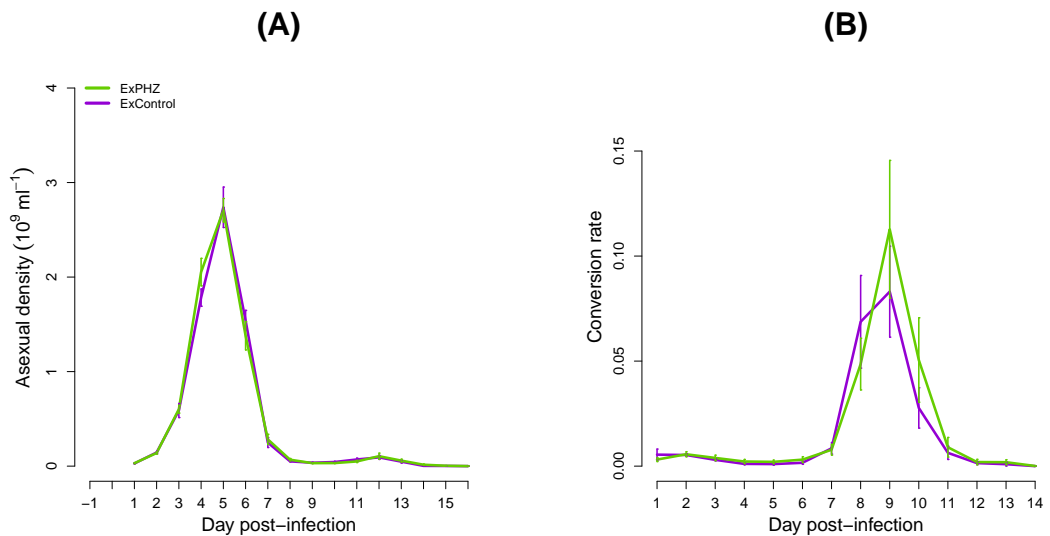 (A)
(B)
ExPHZ
ExControl
Asexual density (10⁹ ml⁻¹)
4
3
2
1
0
−1 1 2 3 4 5 6 7 8 9 11 13 15
Day post−infection
Conversion rate
0.15
0.10
0.05
0.00
1 2 3 4 5 6 7 8 9 10 11 12 13 14
Day post−infection